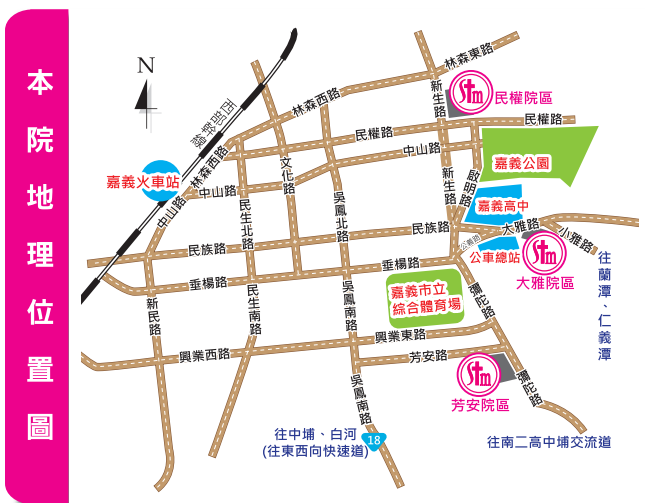 本院地理位置圖
N
西部幹線
林森東路
新生路
Stm
民權院區
林森西路
民權路
民權路
文化路
中山路
嘉義公園
嘉義火車站
林森西路
中山路
中山路
新生路
啟明路
嘉義高中
民生北路
吳鳳北路
民族路
民族路
大雅路
小雅路
公義路
公車總站
Stm
大雅院區
往蘭潭、仁義潭
垂楊路
垂楊路
新民路
民生南路
吳鳳南路
嘉義市立
綜合體育場
彌陀路
興業東路
興業西路
芳安路
Stm
芳安院區
彌陀路
吳鳳南路
往中埔、白河
(往東西向快速道)
18
往南二高中埔交流道